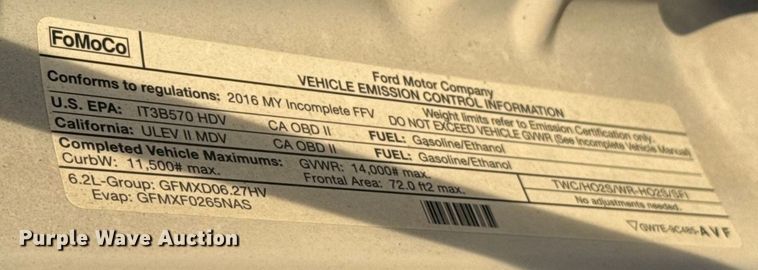 FoMoCo
Ford Motor Company
VEHICLE EMISSION CONTROL INFORMATION
Conforms to regulations: 2016 MY Incomplete FFV
Weight limits refer to Emission Certification only.
DO NOT EXCEED VEHICLE GVWR (See Incomplete Vehicle Manual)
U.S. EPA: IT3B570 HDV CA OBD II FUEL: Gasoline/Ethanol
California: ULEV II MDV CA OBD II FUEL: Gasoline/Ethanol
Completed Vehicle Maximums: GVWR: 14,000# max.
CurbW: 11,500# max. Frontal Area: 72.0 ft2 max.
6.2L-Group: GFMXD06.27HV
Evap: GFMXF0265NAS
TWC/HO2S/WR-HO2S/SFI
No adjustments needed.
GW7E-9C485-AVF
Purple Wave Auction